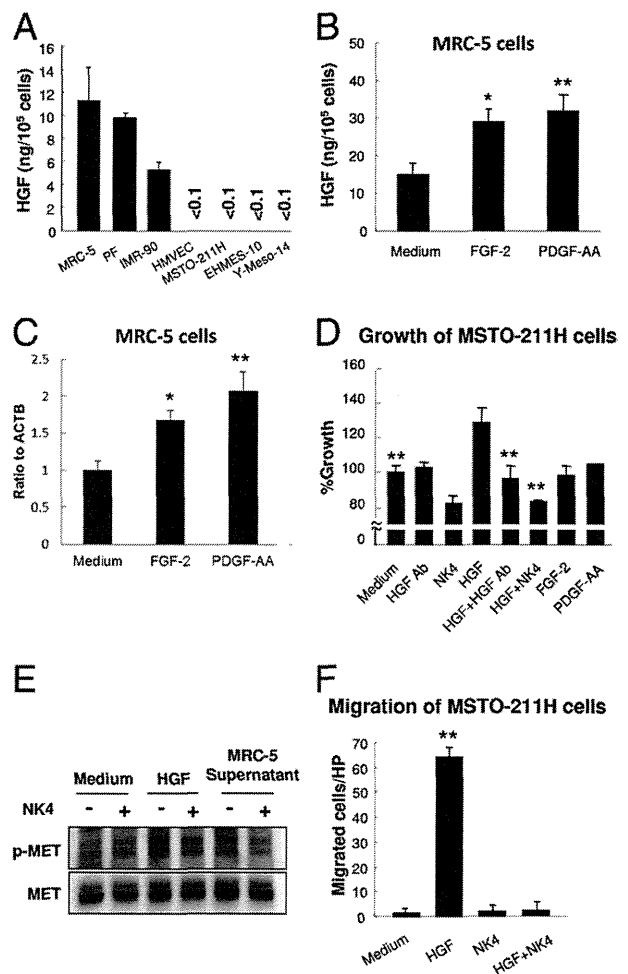 A
HGF (ng/10⁵ cells)
16
14
12
10
8
6
4
2
0
<0.1
<0.1
<0.1
<0.1
MRC-5
PF
IMR-90
HMVEC
MSTO-211H
EHMES-10
Y-Meso-14
B
MRC-5 cells
HGF (ng/10⁵ cells)
50
40
30
20
10
0
*
**
Medium
FGF-2
PDGF-AA
C
MRC-5 cells
Ratio to ACTB
2.5
2
1.5
1
0.5
0
*
**
Medium
FGF-2
PDGF-AA
D
Growth of MSTO-211H cells
%Growth
160
140
120
100
80
0
**
**
**
Medium
HGF Ab
NK4
HGF
HGF+HGF Ab
HGF+NK4
FGF-2
PDGF-AA
E
Medium HGF MRC-5 Supernatant
NK4 - + - + - +
p-MET
MET
F
Migration of MSTO-211H cells
Migrated cells/HP
70
60
50
40
30
20
10
0
**
Medium
HGF
NK4
HGF+NK4